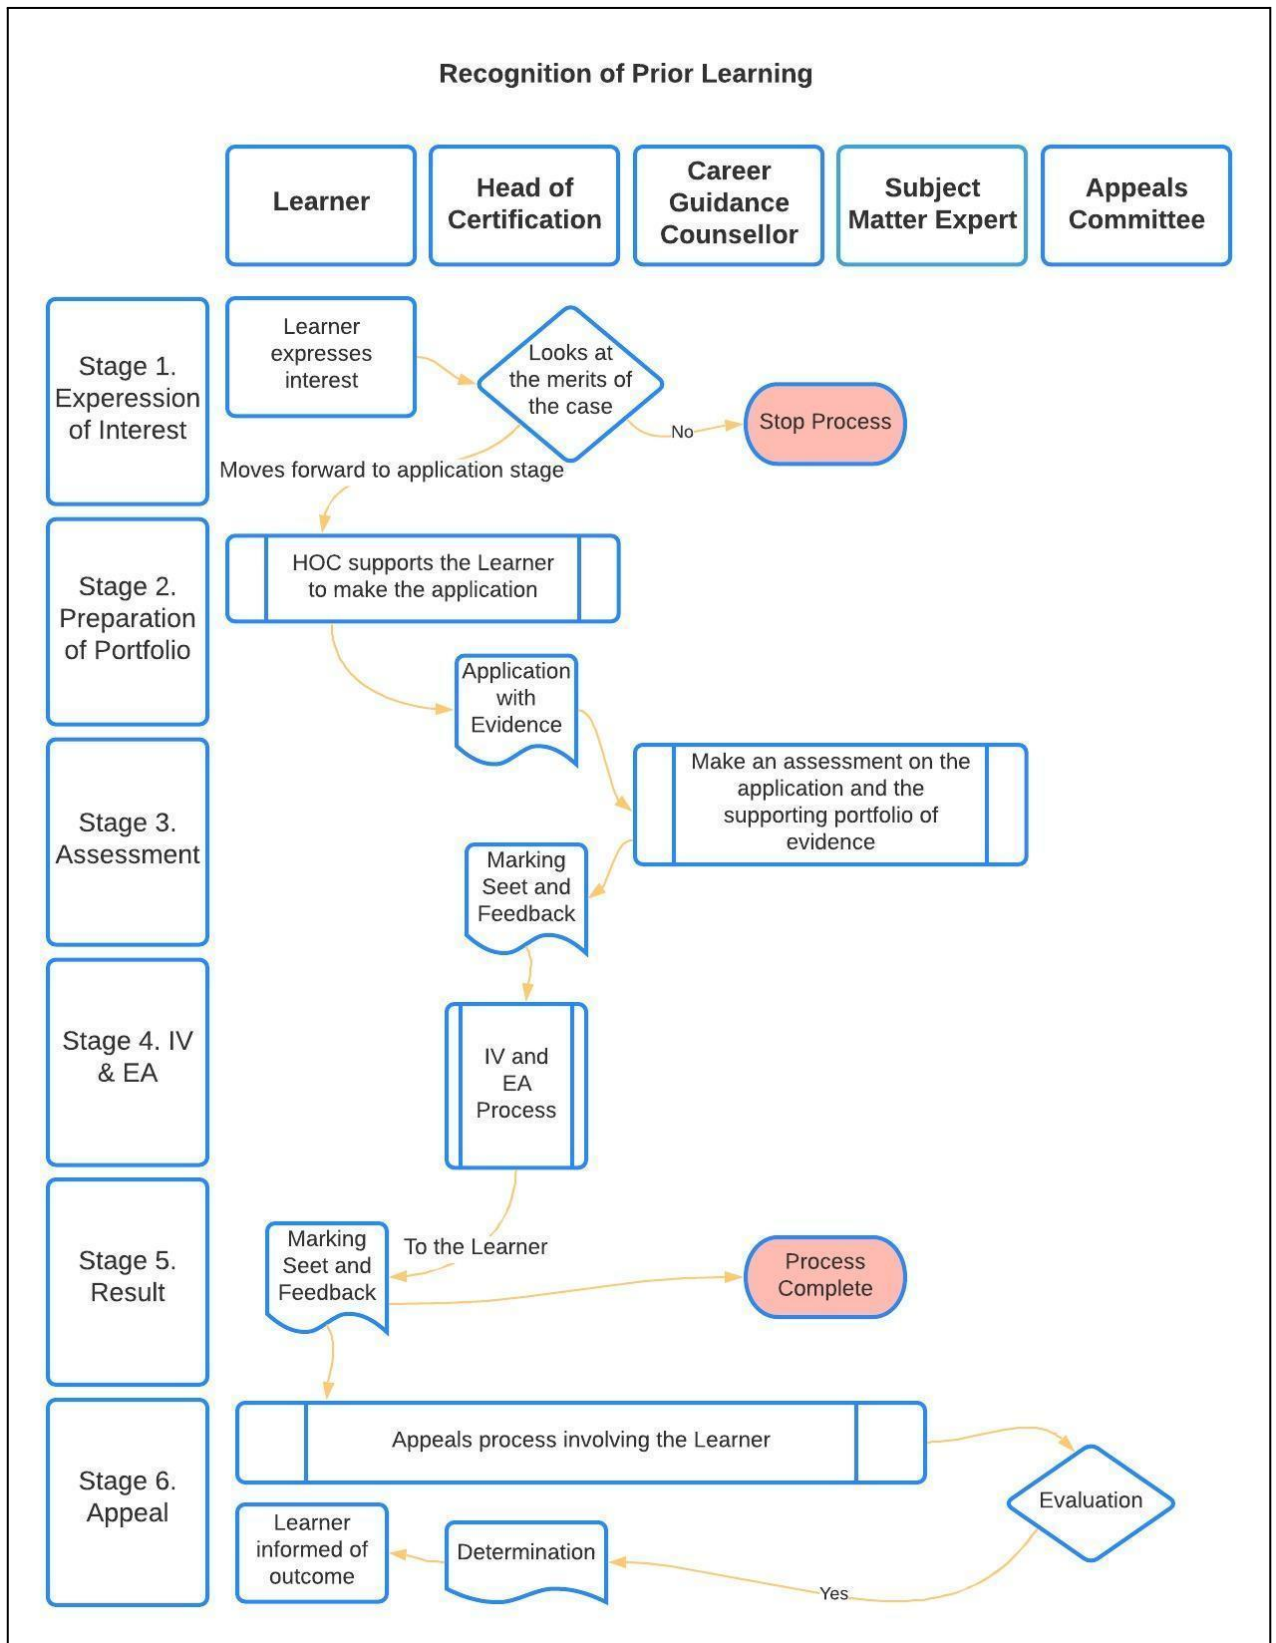 Recognition of Prior Learning
Learner
Head of
Certification
Career
Guidance
Counsellor
Subject
Matter Expert
Appeals
Committee
Stage 1.
Experession
of Interest
Learner
expresses
interest
Looks at
the merits of
the case
No
Stop Process
Moves forward to application stage
Stage 2.
Preparation
of Portfolio
HOC supports the Learner
to make the application
Application
with
Evidence
Stage 3.
Assessment
Make an assessment on the
application and the
supporting portfolio of
evidence
Marking
Seet and
Feedback
Stage 4. IV
& EA
IV and
EA
Process
Stage 5.
Result
Marking
Seet and
Feedback
To the Learner
Process
Complete
Stage 6.
Appeal
Appeals process involving the Learner
Evaluation
Learner
informed of
outcome
Determination
Yes